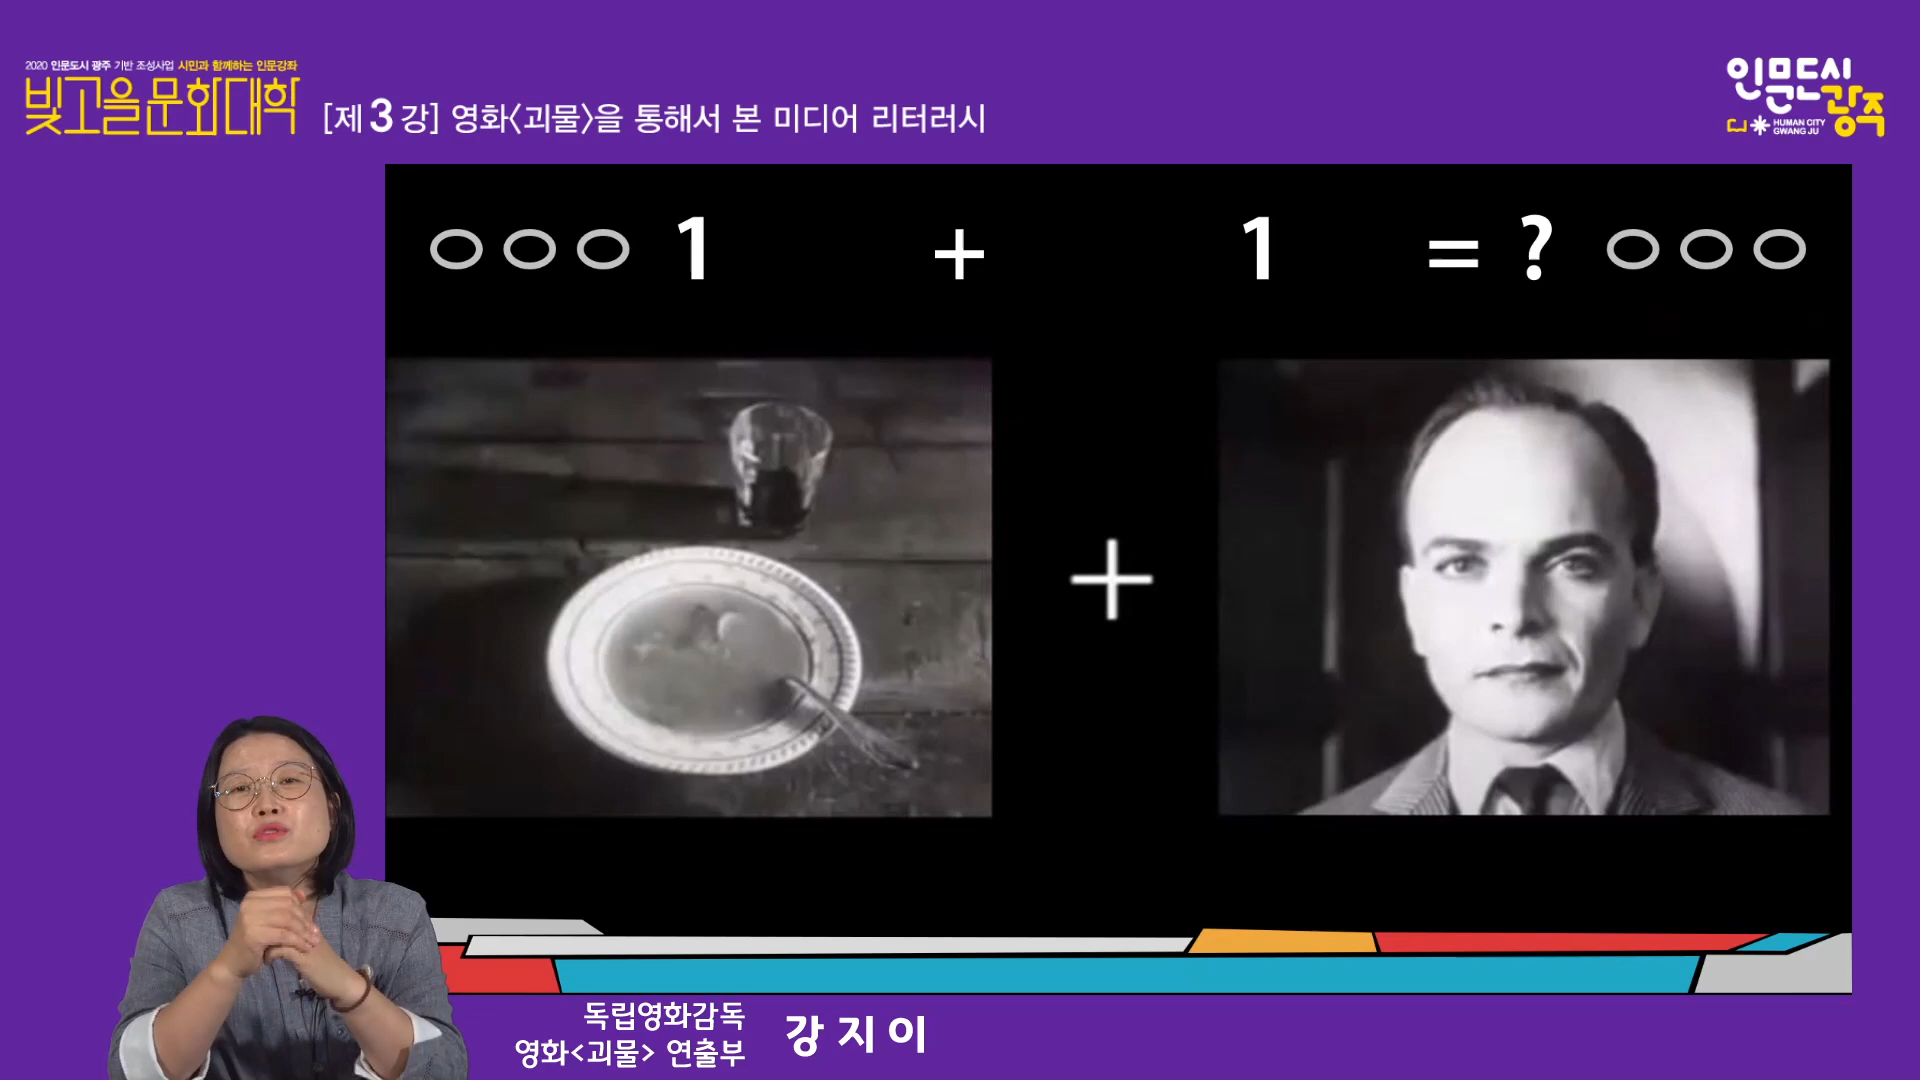 2020 인문도시 광주 기반 조성사업 시민과 함께하는 인문강좌
빛고을문화대학
[제3강] 영화<괴물>을 통해서 본 미디어 리터러시
인문도시
광주
HUMAN CITY
GWANG JU
1 + 1 = ?
+
독립영화감독
영화<괴물> 연출부
강지이